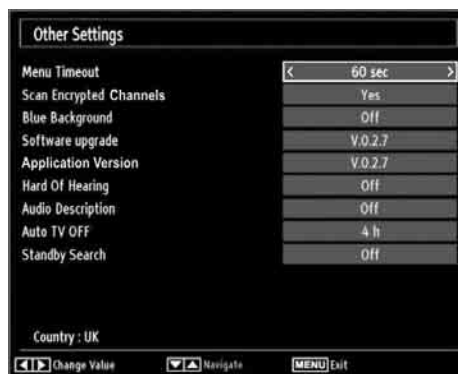 Other Settings
Menu Timeout < 60 sec >
Scan Encrypted Channels Yes
Blue Background Off
Software upgrade V.0.2.7
Application Version V.0.2.7
Hard Of Hearing Off
Audio Description Off
Auto TV OFF 4 h
Standby Search Off
Country : UK
Change Value Navigate MENU Exit